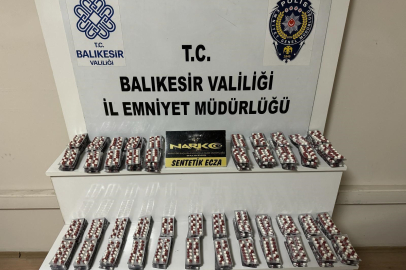 T.C.
BALIKESİR
VALİLİĞİ
POLİS
T.C.
BALIKESİR VALİLİĞİ
İL EMNİYET MÜDÜRLÜĞÜ
NARKO
SENTETİK ECZA